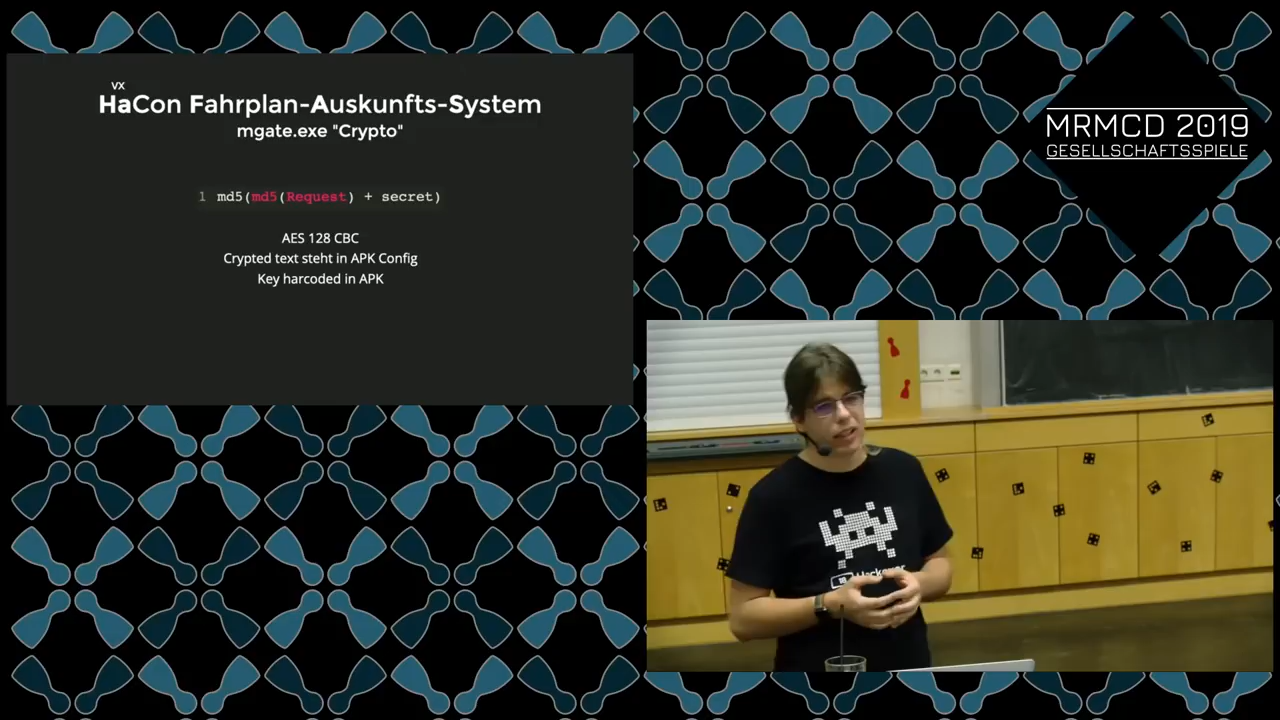 vx
HaCon Fahrplan-Auskunfts-System
mgate.exe "Crypto"
1 md5(md5(Request) + secret)
AES 128 CBC
Crypted text steht in APK Config
Key harcoded in APK
MRMCD 2019
GESELLSCHAFTSSPIELE